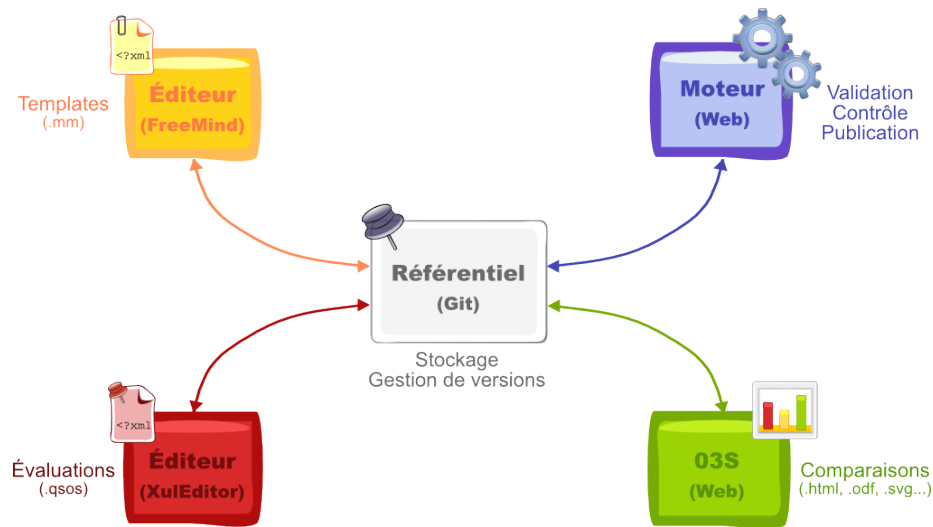 <?xml
Éditeur
(FreeMind)
Templates
(.mm)
Moteur
(Web)
Validation
Contrôle
Publication
Référentiel
(Git)
Stockage
Gestion de versions
<?xml
Éditeur
(XulEditor)
Évaluations
(.qsos)
03S
(Web)
Comparaisons
(.html, .odf, .svg...)